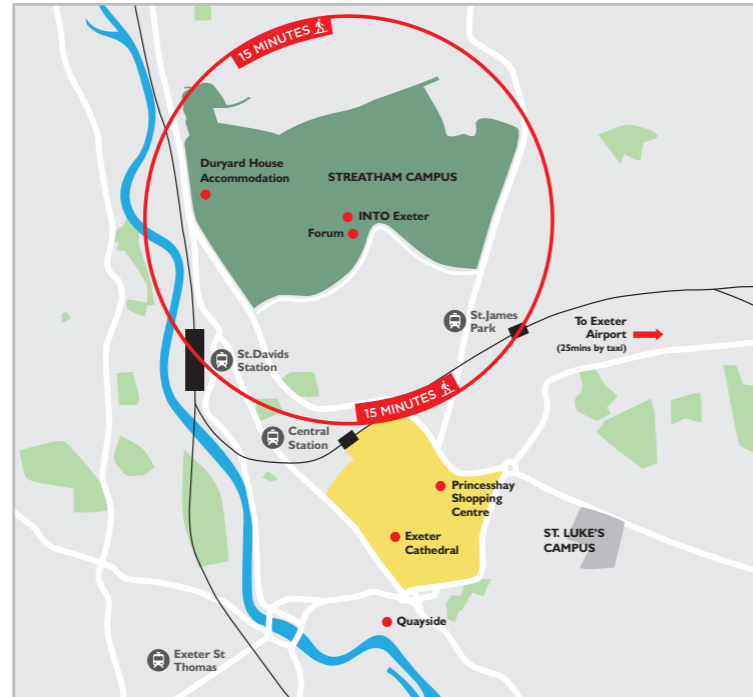 15 MINUTES
Duryard House
Accommodation
STREATHAM CAMPUS
INTO Exeter
Forum
St.James
Park
To Exeter
Airport
(25mins by taxi)
St.Davids
Station
15 MINUTES
Central
Station
Princesshay
Shopping
Centre
Exeter
Cathedral
ST. LUKE'S
CAMPUS
Quayside
Exeter St
Thomas